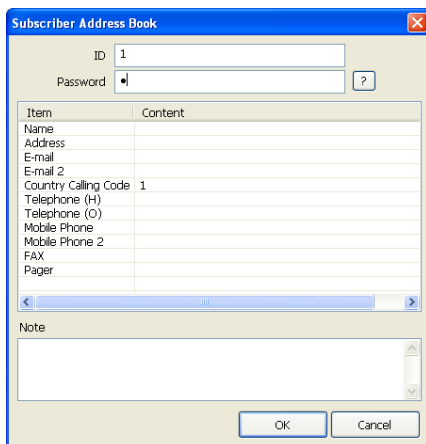 Subscriber Address Book
ID 1
Password •
?
Item Content
Name
Address
E-mail
E-mail 2
Country Calling Code 1
Telephone (H)
Telephone (O)
Mobile Phone
Mobile Phone 2
FAX
Pager
Note
OK Cancel